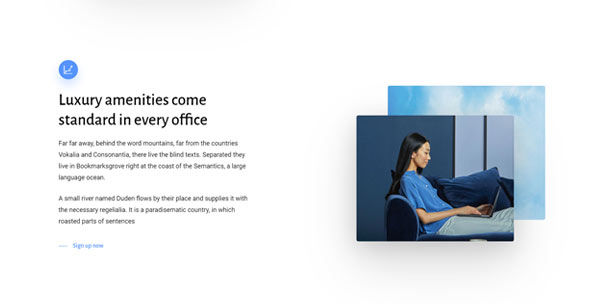 Luxury amenities come
standard in every office
Far far away, behind the word mountains, far from the countries
Vokalia and Consonantia, there live the blind texts. Separated they
live in Bookmarksgrove right at the coast of the Semantics, a large
language ocean.
A small river named Duden flows by their place and supplies it with
the necessary regelialia. It is a paradisematic country, in which
roasted parts of sentences
Sign up now